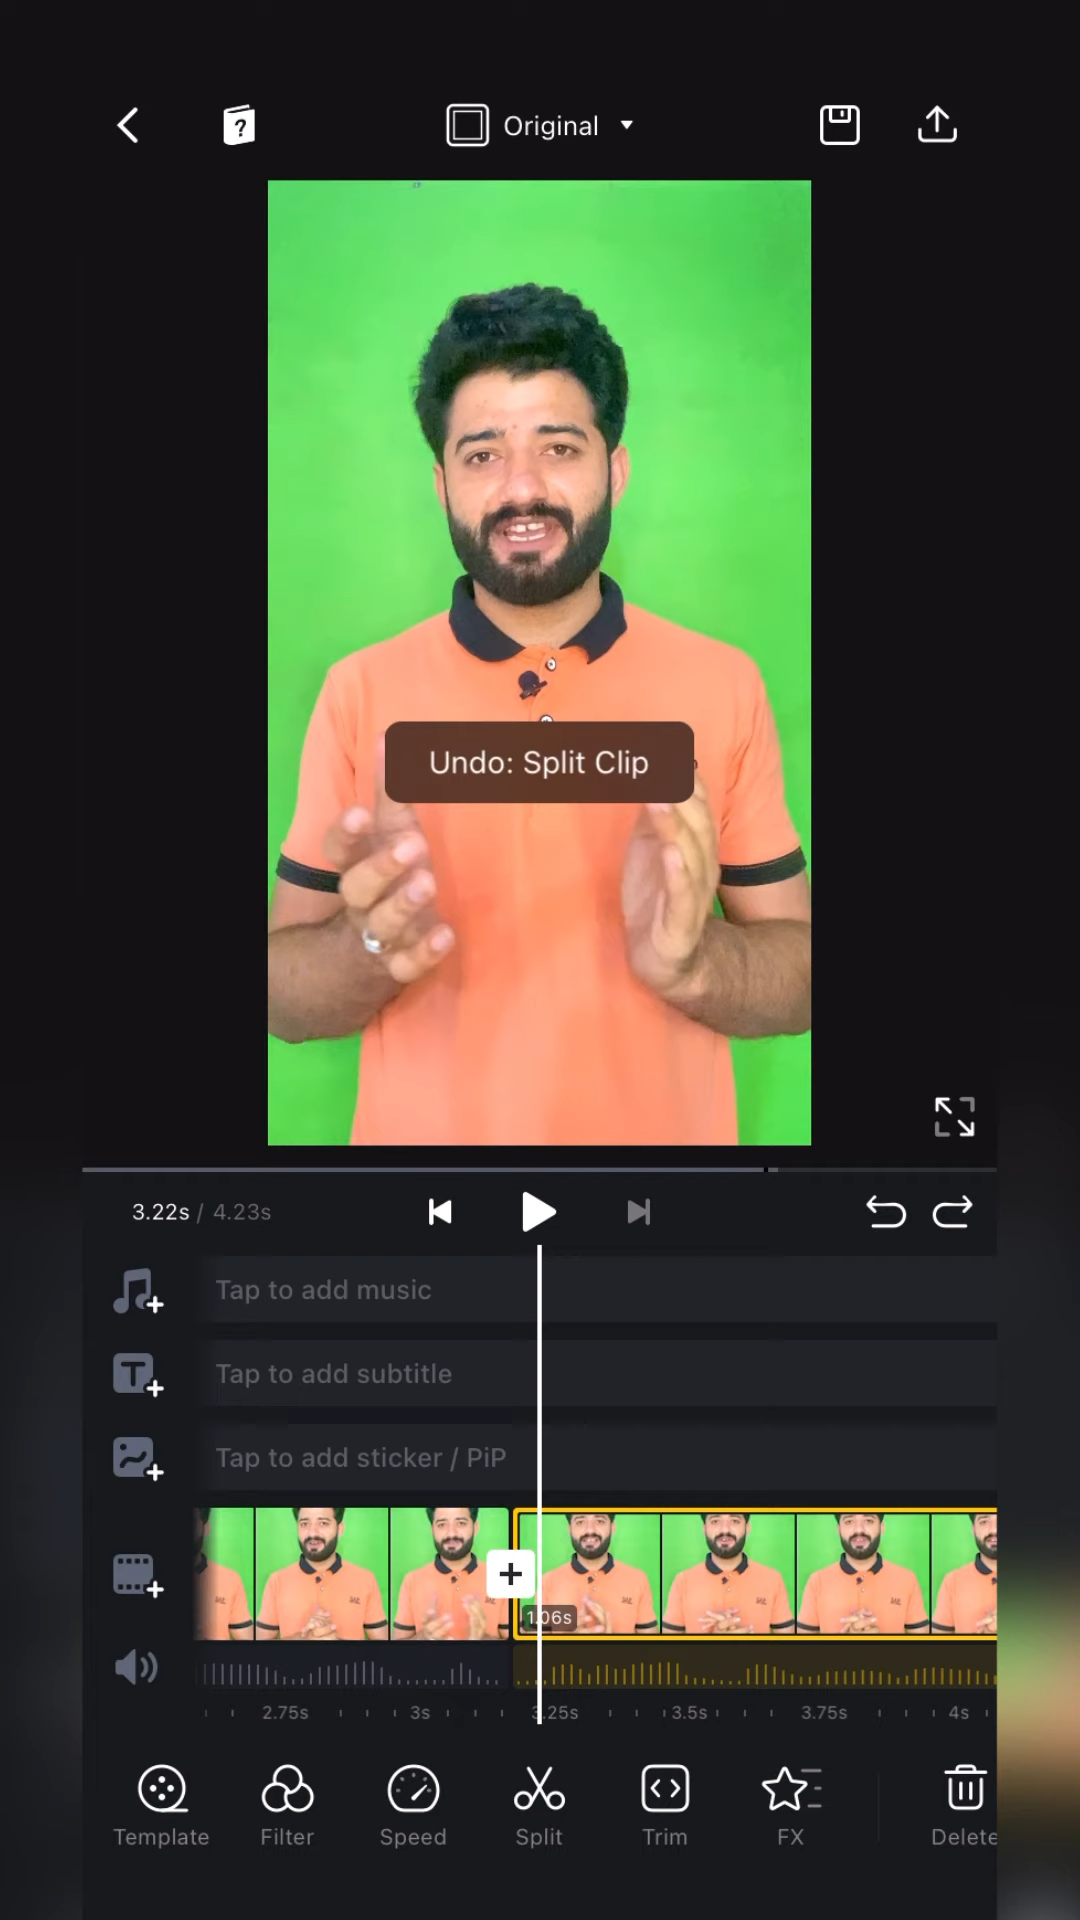 ?
Original
Undo: Split Clip
3.22s / 4.23s
Tap to add music
T
Tap to add subtitle
Tap to add sticker / PiP
1.06s
2.75s 3s 3.25s 3.5s 3.75s 4s
Template Filter Speed Split Trim FX Delete